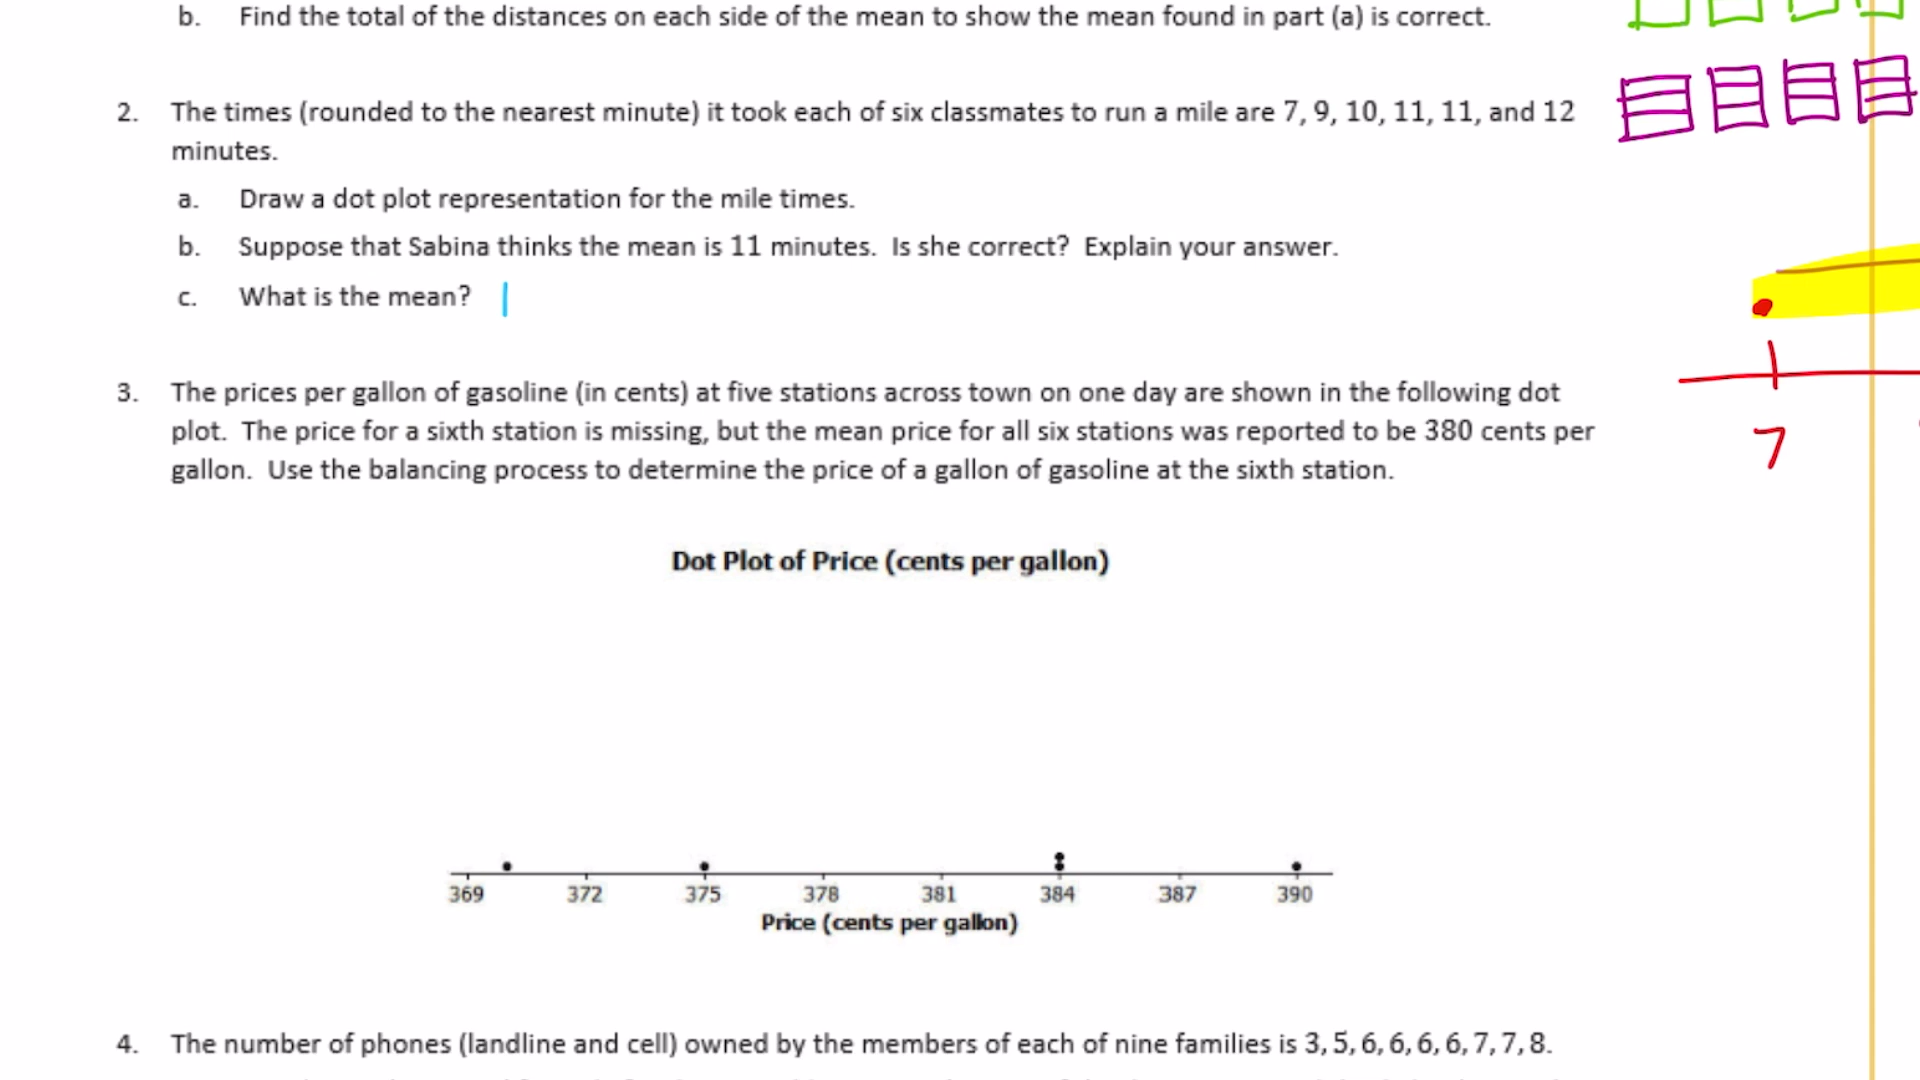 b. Find the total of the distances on each side of the mean to show the mean found in part (a) is correct.
2. The times (rounded to the nearest minute) it took each of six classmates to run a mile are 7, 9, 10, 11, 11, and 12
minutes.
a. Draw a dot plot representation for the mile times.
b. Suppose that Sabina thinks the mean is 11 minutes. Is she correct? Explain your answer.
c. What is the mean?
3. The prices per gallon of gasoline (in cents) at five stations across town on one day are shown in the following dot
plot. The price for a sixth station is missing, but the mean price for all six stations was reported to be 380 cents per
gallon. Use the balancing process to determine the price of a gallon of gasoline at the sixth station.
7
Dot Plot of Price (cents per gallon)
369 372 375 378 381 384 387 390
Price (cents per gallon)
4. The number of phones (landline and cell) owned by the members of each of nine families is 3, 5, 6, 6, 6, 6, 7, 7, 8.